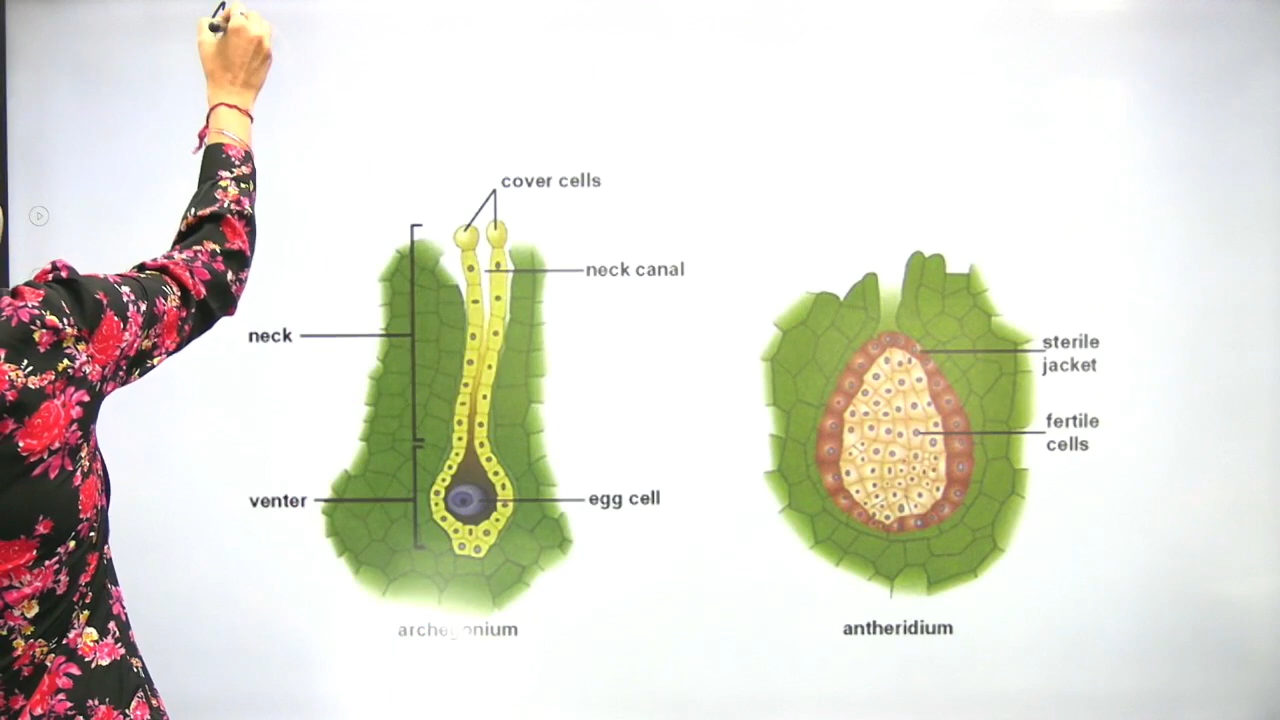 cover cells
neck canal
neck
venter
egg cell
archegonium
sterile
jacket
fertile
cells
antheridium